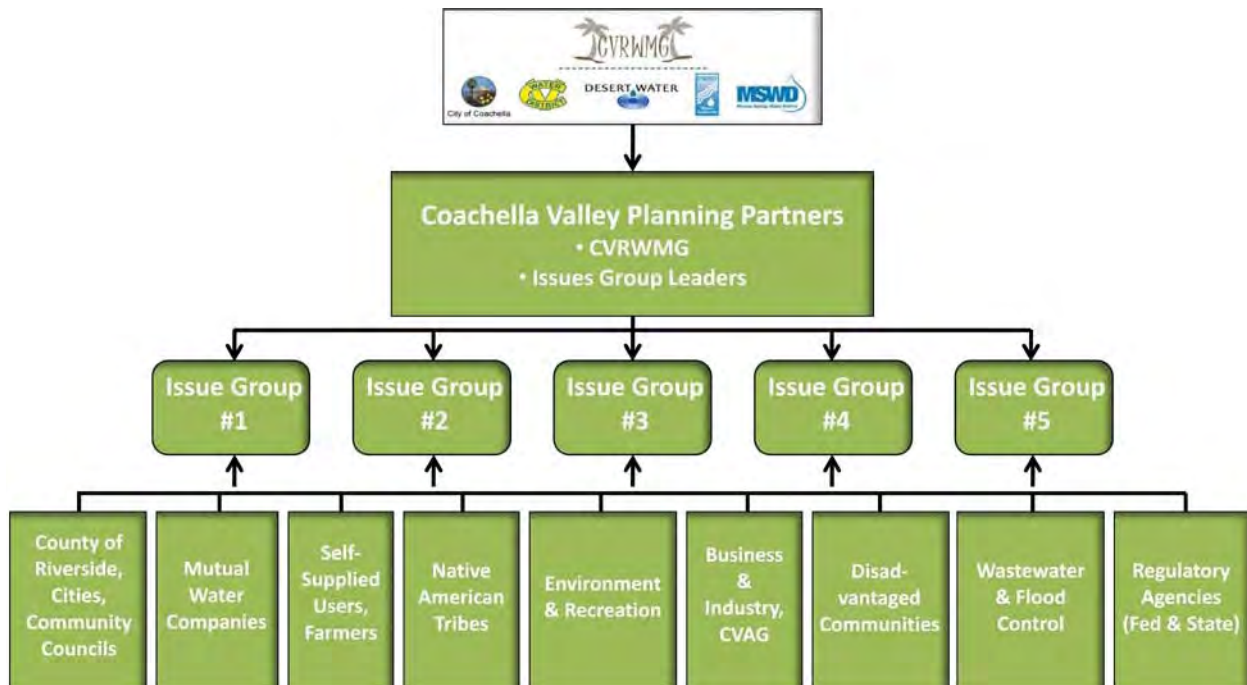 CVRWMG
City of Coachella
WATER
DISTRICT
DESERT WATER
MSWD
Coachella Valley Planning Partners
• CVRWMG
• Issues Group Leaders
Issue Group
#1
Issue Group
#2
Issue Group
#3
Issue Group
#4
Issue Group
#5
County of
Riverside,
Cities,
Community
Councils
Mutual
Water
Companies
Self-
Supplied
Users,
Farmers
Native
American
Tribes
Environment
& Recreation
Business
&
Industry,
CVAG
Disad-
vantaged
Communities
Wastewater
& Flood
Control
Regulatory
Agencies
(Fed & State)